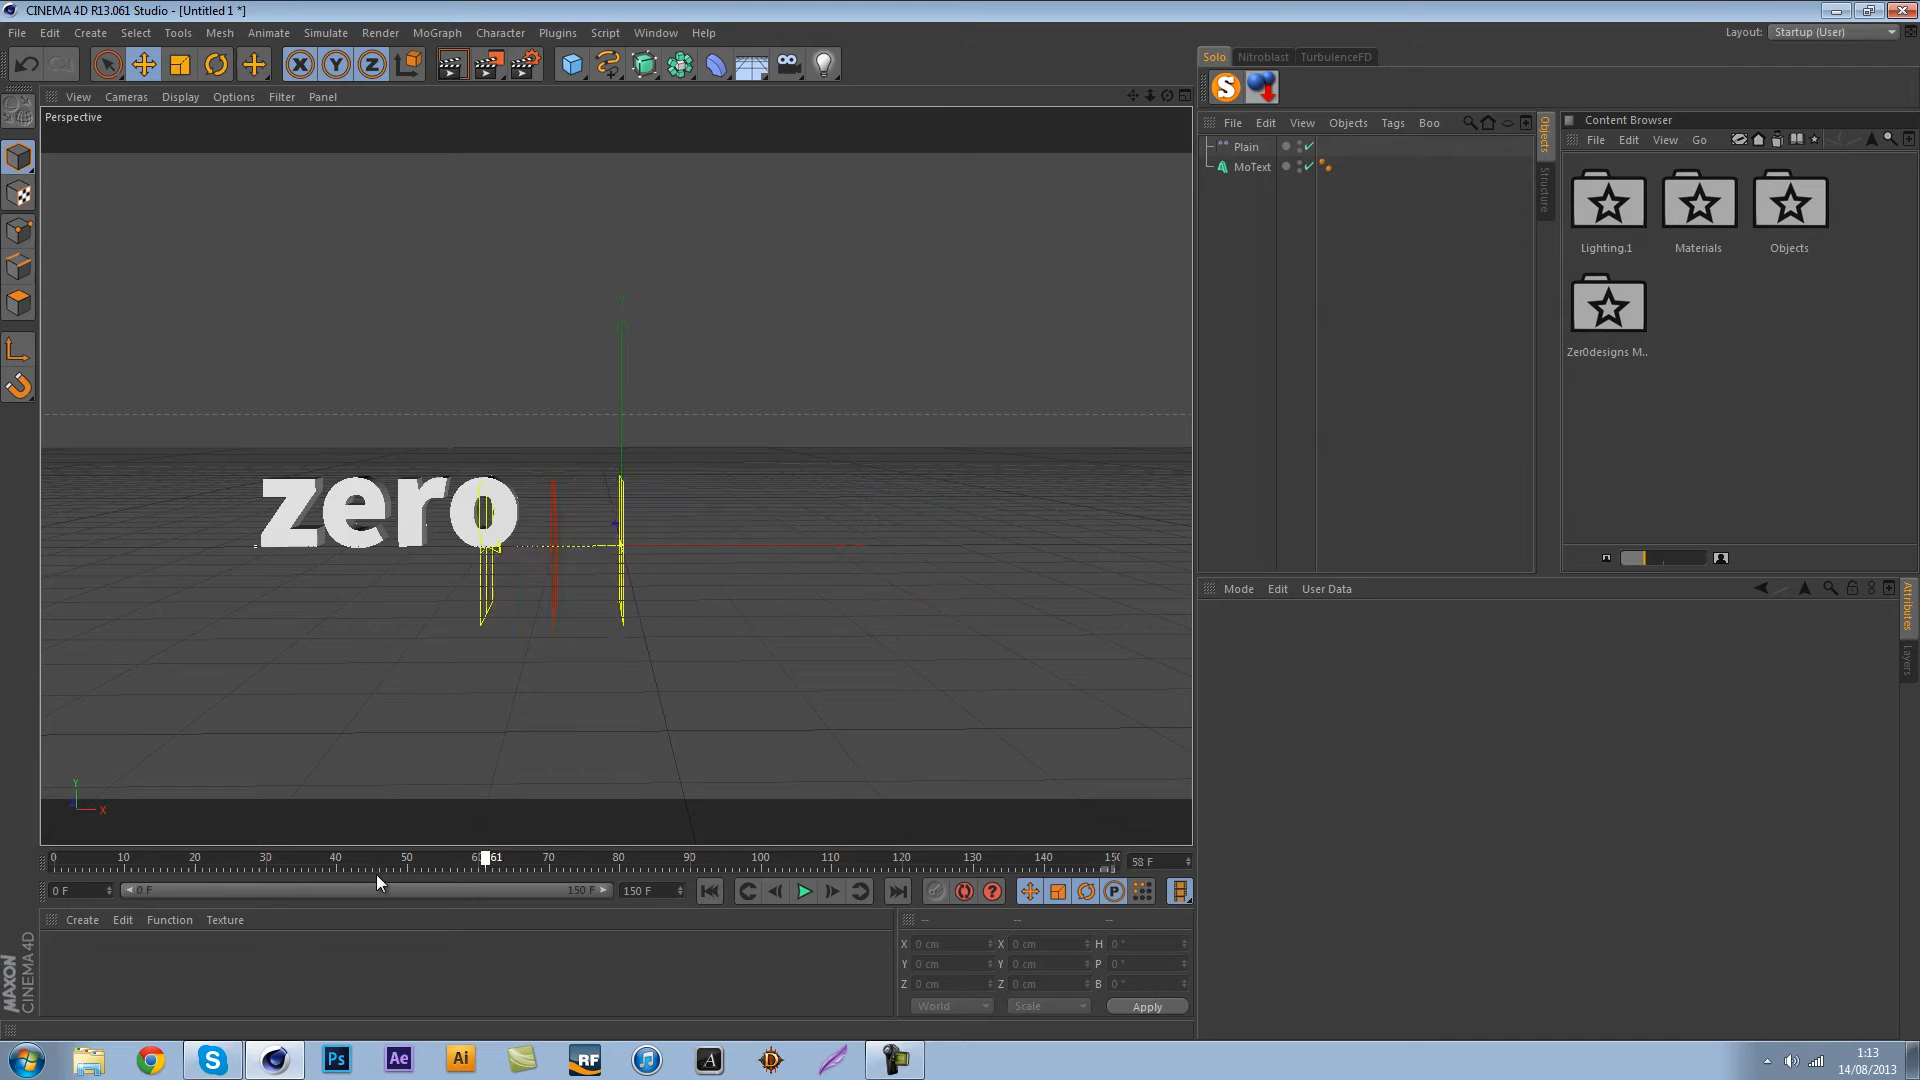 CINEMA 4D R13.061 Studio - [Untitled 1 *]
File Edit Create Select Tools Mesh Animate Simulate Render MoGraph Character Plugins Script Window Help
Layout: Startup (User)
X Y Z
Solo Nitroblast TurbulenceFD
S
View Cameras Display Options Filter Panel
Perspective
File Edit View Objects Tags Boo
Plain
MoText
Objects
Structure
Content Browser
File Edit View Go
Lighting.1 Materials Objects
Zer0designs M..
Y
zero
Mode Edit User Data
Attributes
Layers
Y
X
0 10 20 30 40 50 60 61 70 80 90 100 110 120 130 140 150
58 F
0 F 0 F 150 F 150 F
P
Create Edit Function Texture
-- -- --
X 0 cm X 0 cm H 0 °
Y 0 cm Y 0 cm P 0 °
Z 0 cm Z 0 cm B 0 °
World Scale Apply
MAXON
CINEMA 4D
S Ps Ae Ai RF A
1:13
14/08/2013